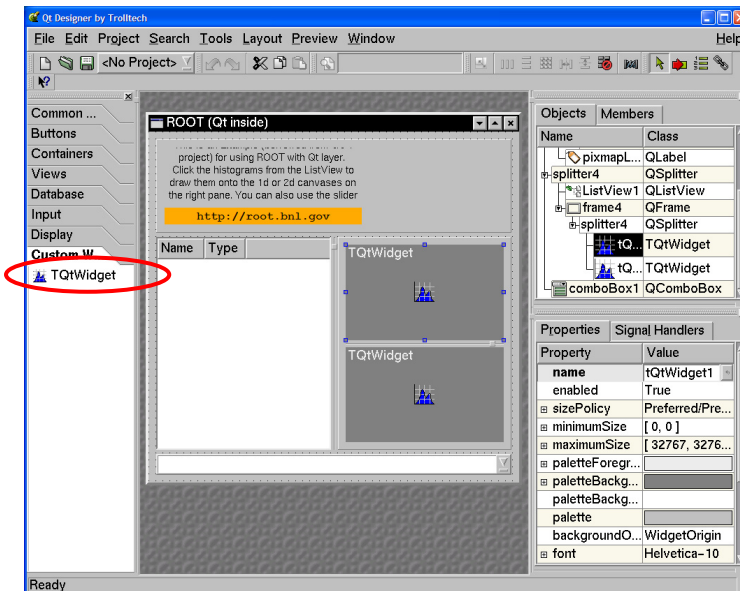 Qt Designer by Trolltech
File Edit Project Search Tools Layout Preview Window Help
<No Project>
Common ...
Buttons
Containers
Views
Database
Input
Display
Custom W
TQtWidget
ROOT (Qt inside)
project) for using ROOT with Qt layer.
Click the histograms from the ListView to
draw them onto the 1d or 2d canvases on
the right pane. You can also use the slider
http://root.bnl.gov
Name Type
TQtWidget
TQtWidget
Objects Members
Name Class
pixmapL... QLabel
splitter4 QSplitter
ListView1 QListView
frame4 QFrame
splitter4 QSplitter
tQ... TQtWidget
tQ... TQtWidget
comboBox1 QComboBox
Properties Signal Handlers
Property Value
name tQtWidget1
enabled True
sizePolicy Preferred/Pre...
minimumSize [ 0, 0 ]
maximumSize [ 32767, 3276...
paletteForegr...
paletteBackg...
paletteBackg...
palette
backgroundO... WidgetOrigin
font Helvetica-10
Ready